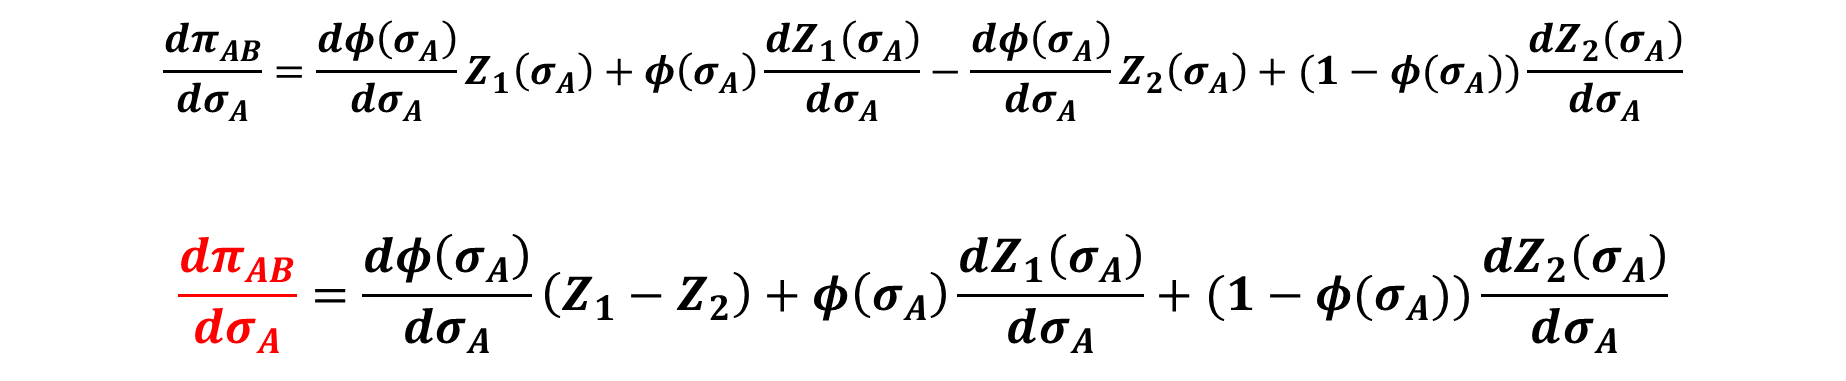 dπ_AB/dσ_A = dϕ(σ_A)/dσ_A Z_1(σ_A) + ϕ(σ_A) dZ_1(σ_A)/dσ_A − dϕ(σ_A)/dσ_A Z_2(σ_A) + (1 − ϕ(σ_A)) dZ_2(σ_A)/dσ_A
dπ_AB/dσ_A = dϕ(σ_A)/dσ_A (Z_1 − Z_2) + ϕ(σ_A) dZ_1(σ_A)/dσ_A + (1 − ϕ(σ_A)) dZ_2(σ_A)/dσ_A